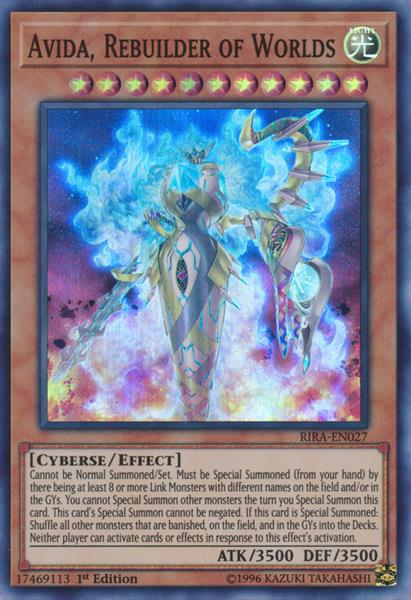 AVIDA, REBUILDER OF WORLDS
LIGHT
光
RIRA-EN027
[CYBERSE/EFFECT]
Cannot be Normal Summoned/Set. Must be Special Summoned (from your hand) by
there being at least 8 or more Link Monsters with different names on the field and/or in
the GYs. You cannot Special Summon other monsters the turn you Special Summon
this card. This card's Special Summon cannot be negated. If this card is Special Summoned:
Shuffle all other monsters that are banished, on the field, and in the GYs into the Decks.
Neither player can activate cards or effects in response to this effect's activation.
ATK/3500 DEF/3500
17469113 1st Edition ©1996 KAZUKI TAKAHASHI